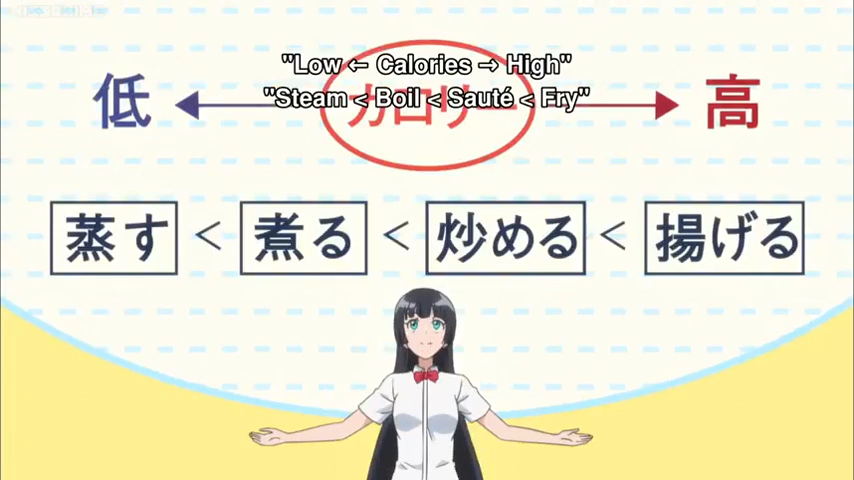 KISSANIME
"Low ← Calories → High"
"Steam < Boil < Sauté < Fry"
低 カロリー 高
蒸す < 煮る < 炒める < 揚げる